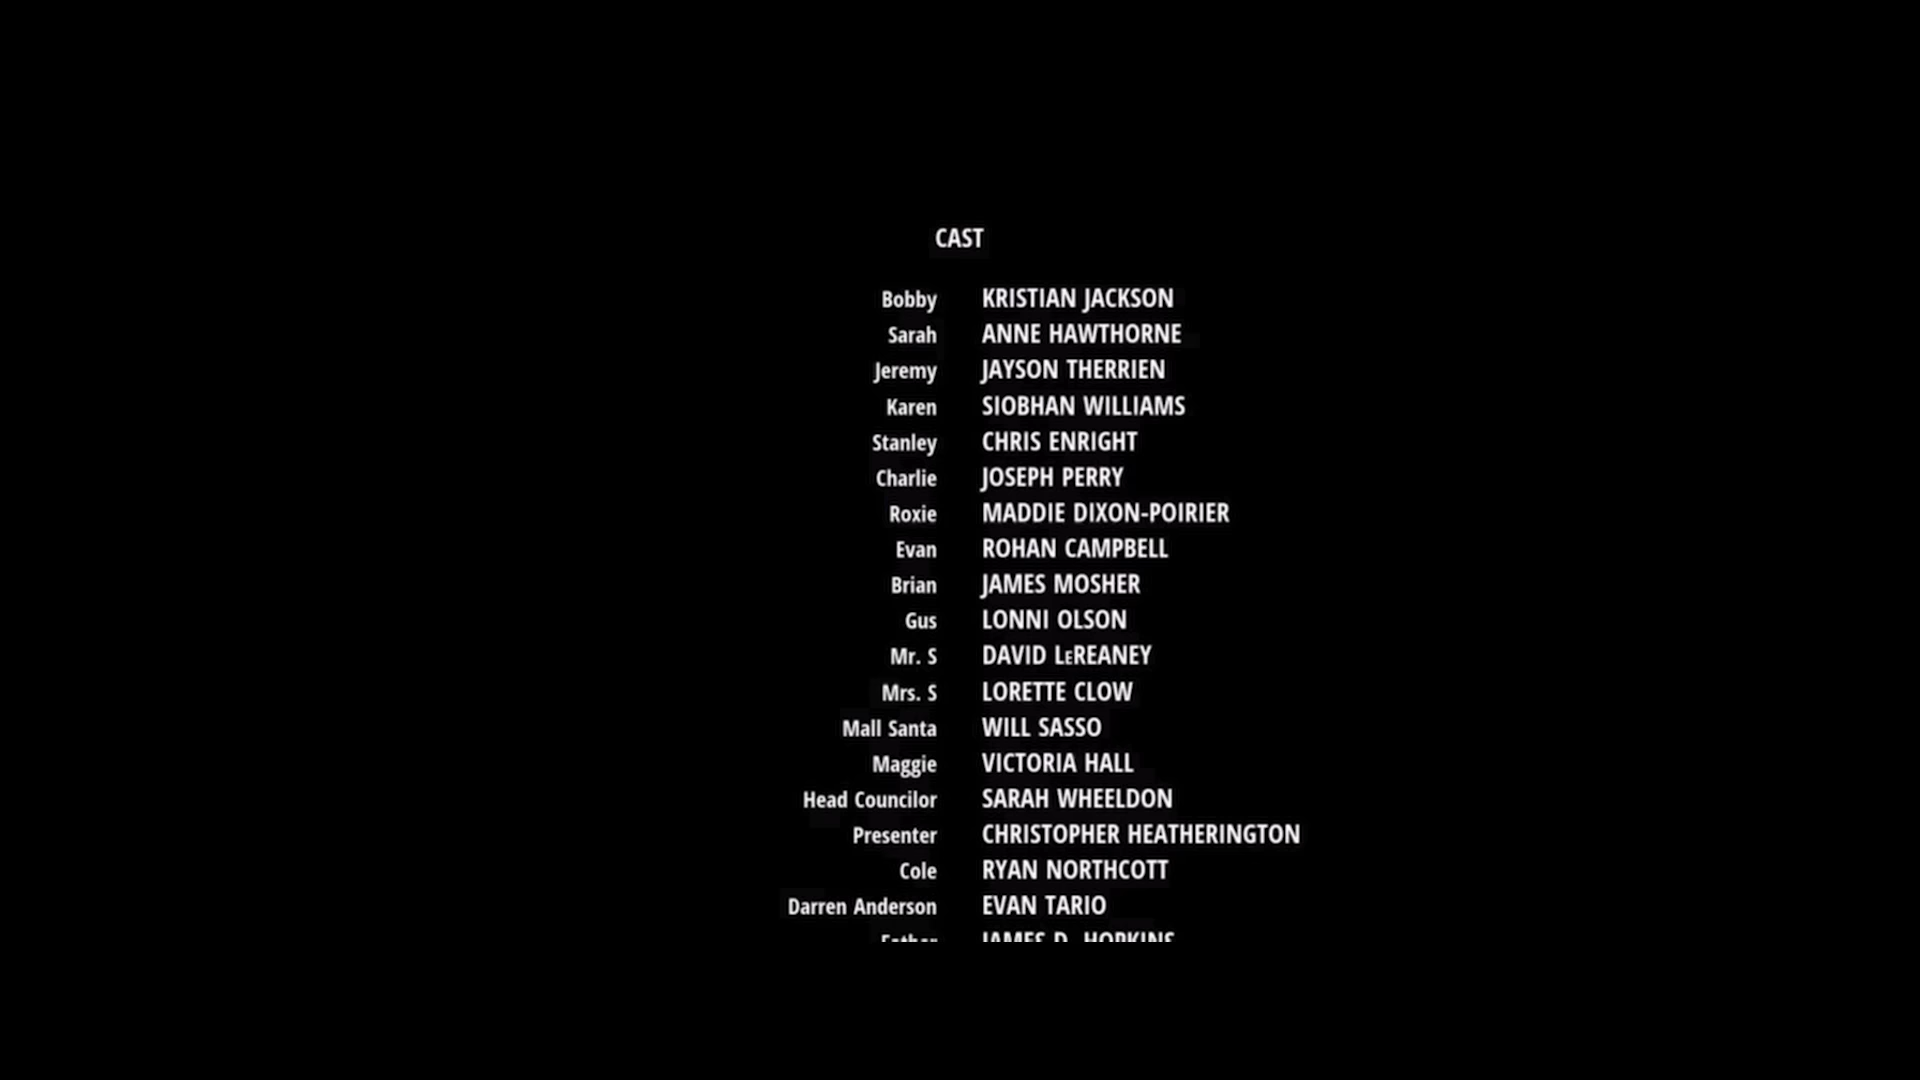 CAST
Bobby KRISTIAN JACKSON
Sarah ANNE HAWTHORNE
Jeremy JAYSON THERRIEN
Karen SIOBHAN WILLIAMS
Stanley CHRIS ENRIGHT
Charlie JOSEPH PERRY
Roxie MADDIE DIXON-POIRIER
Evan ROHAN CAMPBELL
Brian JAMES MOSHER
Gus LONNI OLSON
Mr. S DAVID LEREANEY
Mrs. S LORETTE CLOW
Mall Santa WILL SASSO
Maggie VICTORIA HALL
Head Councilor SARAH WHEELDON
Presenter CHRISTOPHER HEATHERINGTON
Cole RYAN NORTHCOTT
Darren Anderson EVAN TARIO
Father JAMES D. HOPKINS